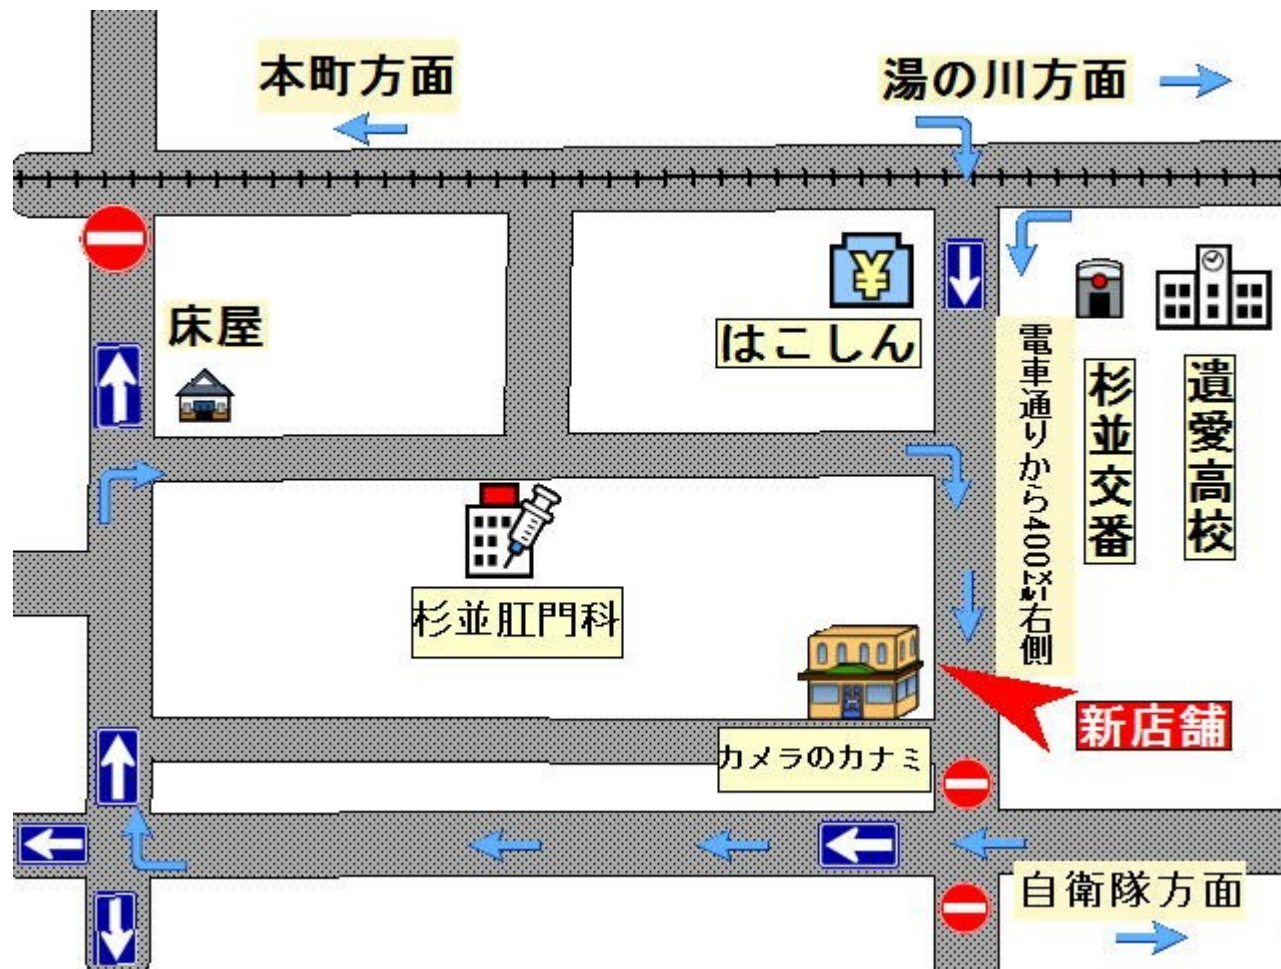 本町方面
湯の川方面
床屋
¥
はこしん
電車通りから400㍍右側
杉並交番
遺愛高校
杉並肛門科
カメラのカナミ
新店舗
自衛隊方面